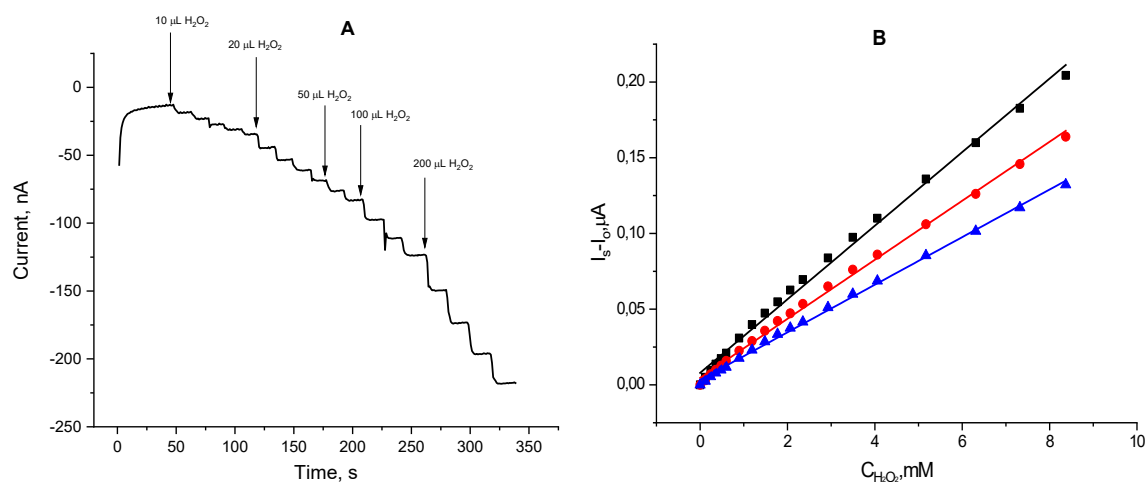 A
10 μL H₂O₂
20 μL H₂O₂
50 μL H₂O₂
100 μL H₂O₂
200 μL H₂O₂
0
-50
-100
-150
-200
-250
Current, nA
0 50 100 150 200 250 300 350
Time, s
B
0,20
0,15
0,10
0,05
0,00
Iₛ-Iₒ,μA
0 2 4 6 8 10
C_H₂O₂,mM